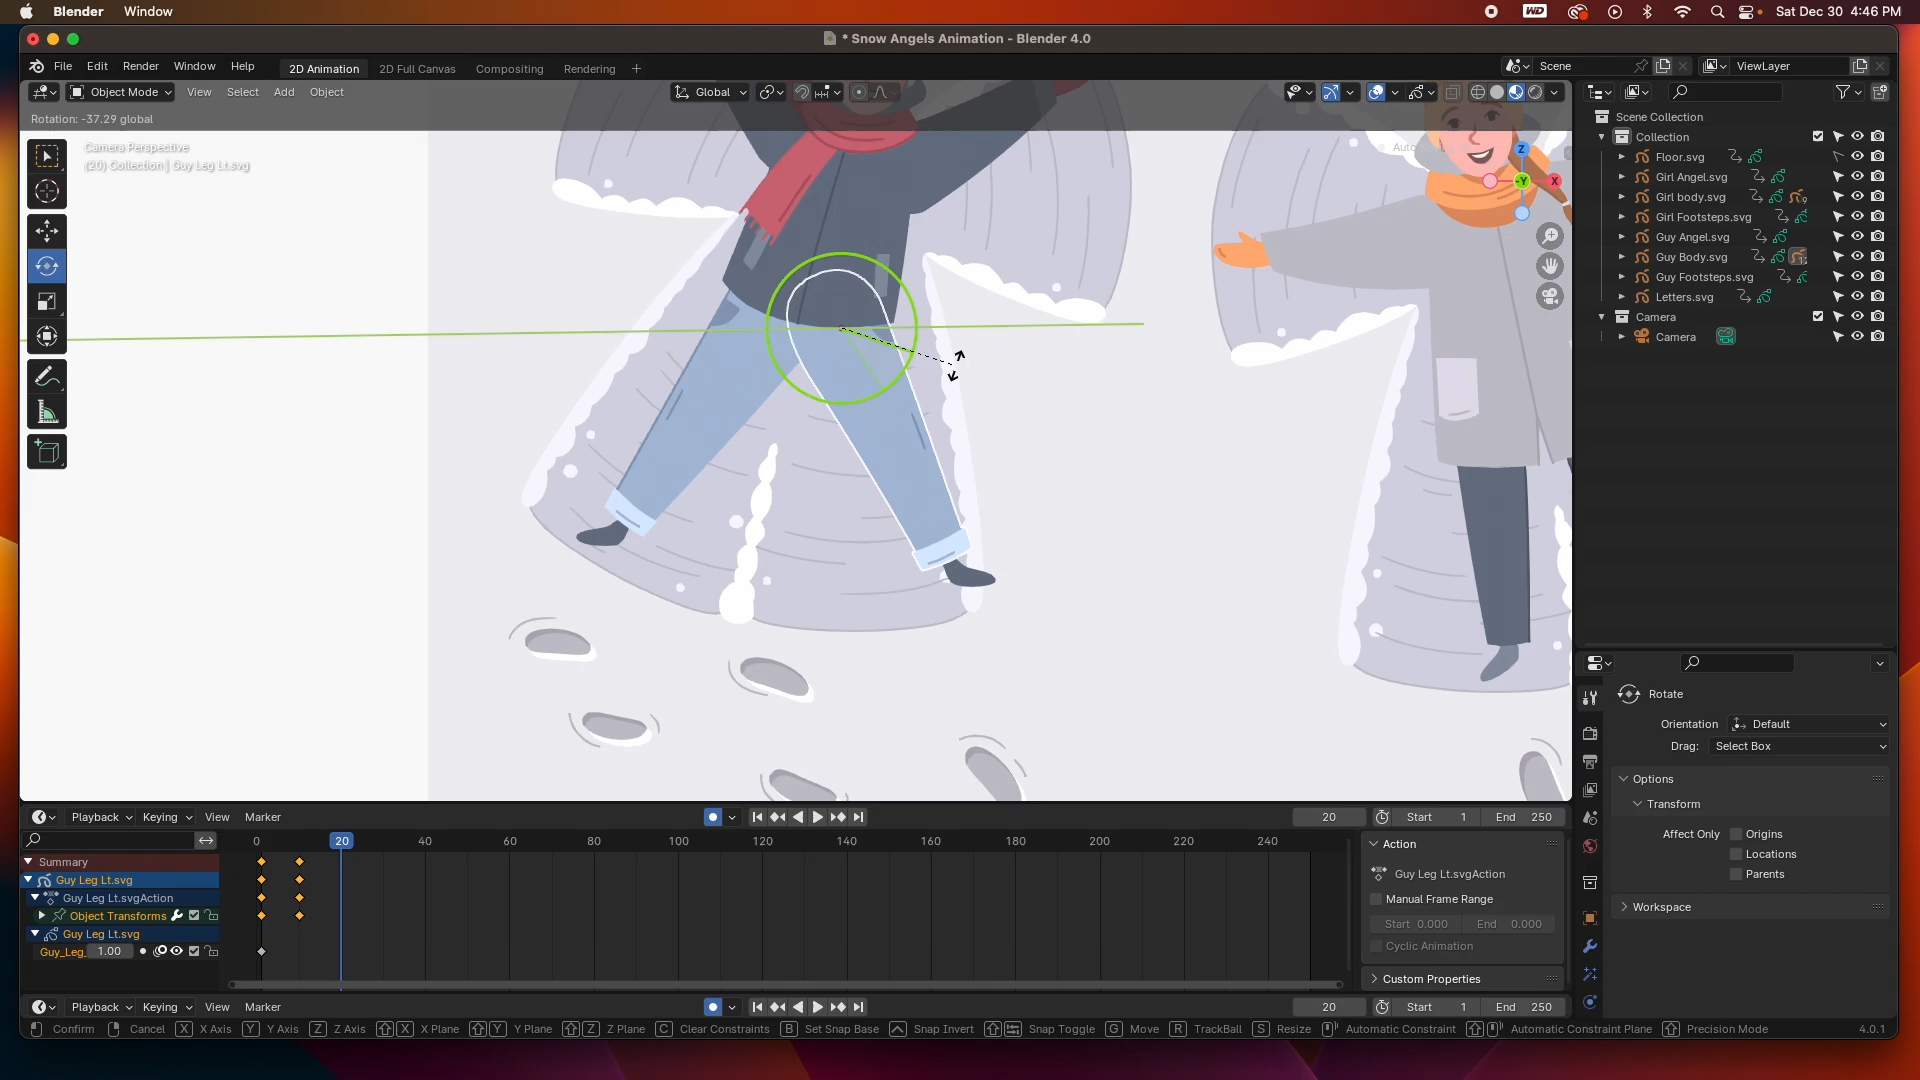 Blender Window Sat Dec 30 4:46 PM
* Snow Angels Animation - Blender 4.0
File Edit Render Window Help 2D Animation 2D Full Canvas Compositing Rendering + Scene ViewLayer
Object Mode View Select Add Object Global
Rotation: -37.29 global
Camera Perspective
(20) Collection | Guy Leg Lt.svg
Z
-Y
X
Scene Collection
Collection
Floor.svg
Girl Angel.svg
Girl body.svg
Girl Footsteps.svg
Guy Angel.svg
Guy Body.svg
Guy Footsteps.svg
Letters.svg
Camera
Camera
Rotate
Orientation Default
Drag: Select Box
Options
Transform
Affect Only Origins
Locations
Parents
Workspace
Playback Keying View Marker 20 Start 1 End 250
0 20 40 60 80 100 120 140 160 180 200 220 240
Summary
Guy Leg Lt.svg
Guy Leg Lt.svgAction
Object Transforms
Guy Leg Lt.svg
Guy_Leg_ 1.00
Action
Guy Leg Lt.svgAction
Manual Frame Range
Start 0.000 End 0.000
Cyclic Animation
Custom Properties
Playback Keying View Marker 20 Start 1 End 250
Confirm Cancel X X Axis Y Y Axis Z Z Axis X X Plane Y Y Plane Z Z Plane C Clear Constraints B Set Snap Base Snap Invert Snap Toggle G Move R TrackBall S Resize Automatic Constraint Automatic Constraint Plane Precision Mode 4.0.1